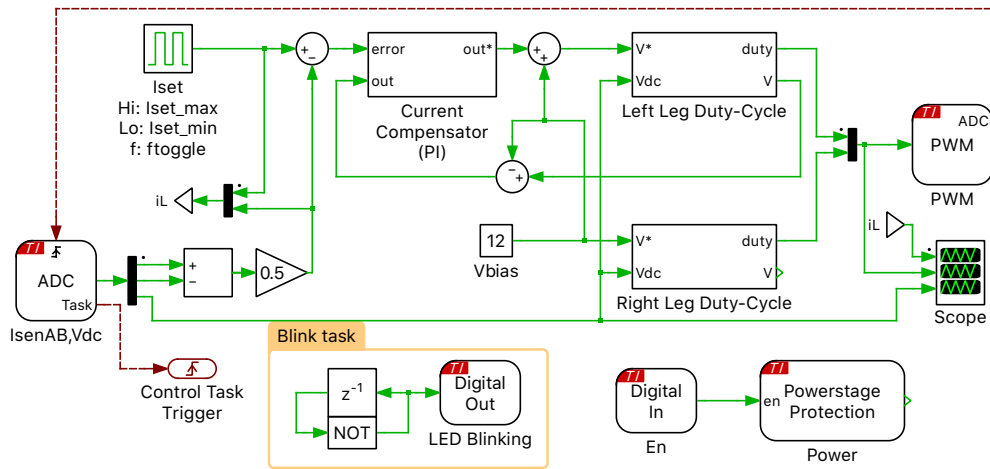 Iset
Hi: Iset_max
Lo: Iset_min
f: ftoggle
+
−
error
out
out*
Current
Compensator
(PI)
+
+
V*
Vdc
duty
V
Left Leg Duty-Cycle
TI
ADC
PWM
PWM
−
+
iL
12
Vbias
V*
Vdc
duty
V
Right Leg Duty-Cycle
iL
Scope
TI
ADC
Task
IsenAB,Vdc
+
−
0.5
Control Task
Trigger
Blink task
z-1
NOT
TI
Digital
Out
LED Blinking
TI
Digital
In
En
TI
en
Powerstage
Protection
Power